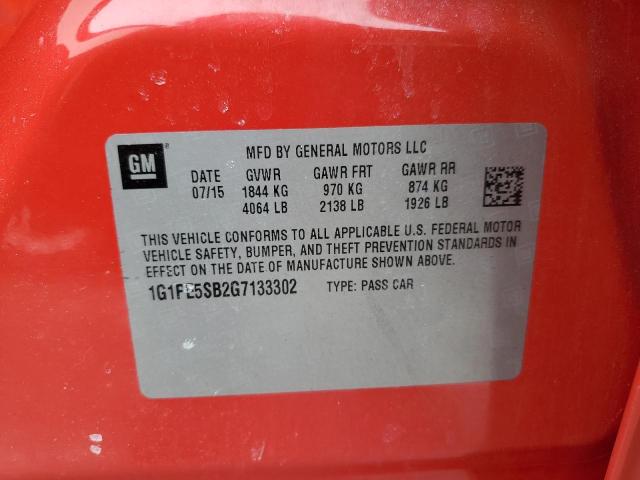 GM
MFD BY GENERAL MOTORS LLC
DATE GVWR GAWR FRT GAWR RR
07/15 1844 KG 970 KG 874 KG
4064 LB 2138 LB 1926 LB
THIS VEHICLE CONFORMS TO ALL APPLICABLE U.S. FEDERAL MOTOR
VEHICLE SAFETY, BUMPER, AND THEFT PREVENTION STANDARDS IN
EFFECT ON THE DATE OF MANUFACTURE SHOWN ABOVE.
1G1PE5SB2G7133302 TYPE: PASS CAR